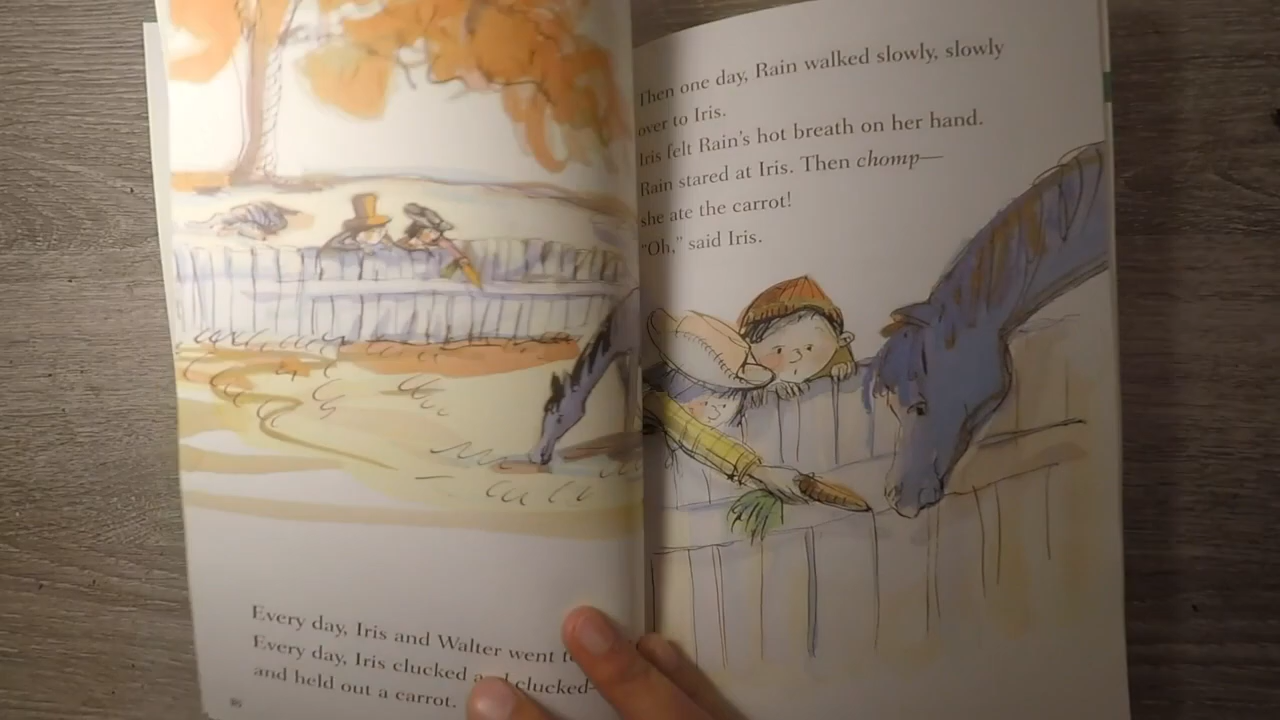 Every day, Iris and Walter went
Every day, Iris clucked and clucked—
and held out a carrot.
Then one day, Rain walked slowly, slowly
over to Iris.
Iris felt Rain's hot breath on her hand.
Rain stared at Iris. Then chomp—
she ate the carrot!
"Oh," said Iris.